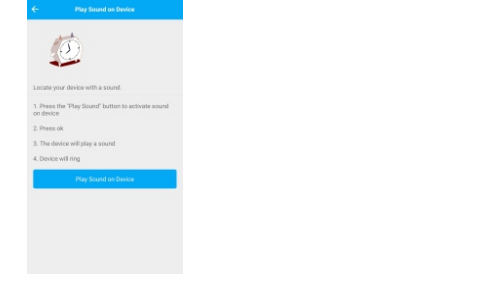 Play Sound on Device
Locate your device with a sound.
1. Press the "Play Sound" button to activate sound
on device
2. Press ok
3. The device will play a sound
4. Device will ring
Play Sound on Device